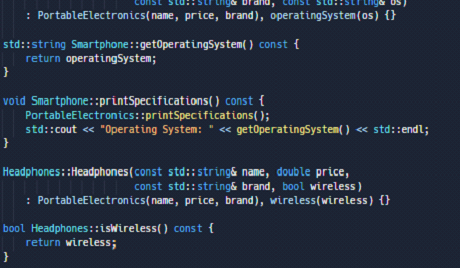 const std::string& brand, const std::string& os)
: PortableElectronics(name, price, brand), operatingSystem(os) {}
std::string Smartphone::getOperatingSystem() const {
return operatingSystem;
}
void Smartphone::printSpecifications() const {
PortableElectronics::printSpecifications();
std::cout << "Operating System: " << getOperatingSystem() << std::endl;
}
Headphones::Headphones(const std::string& name, double price,
const std::string& brand, bool wireless)
: PortableElectronics(name, price, brand), wireless(wireless) {}
bool Headphones::isWireless() const {
return wireless;
}